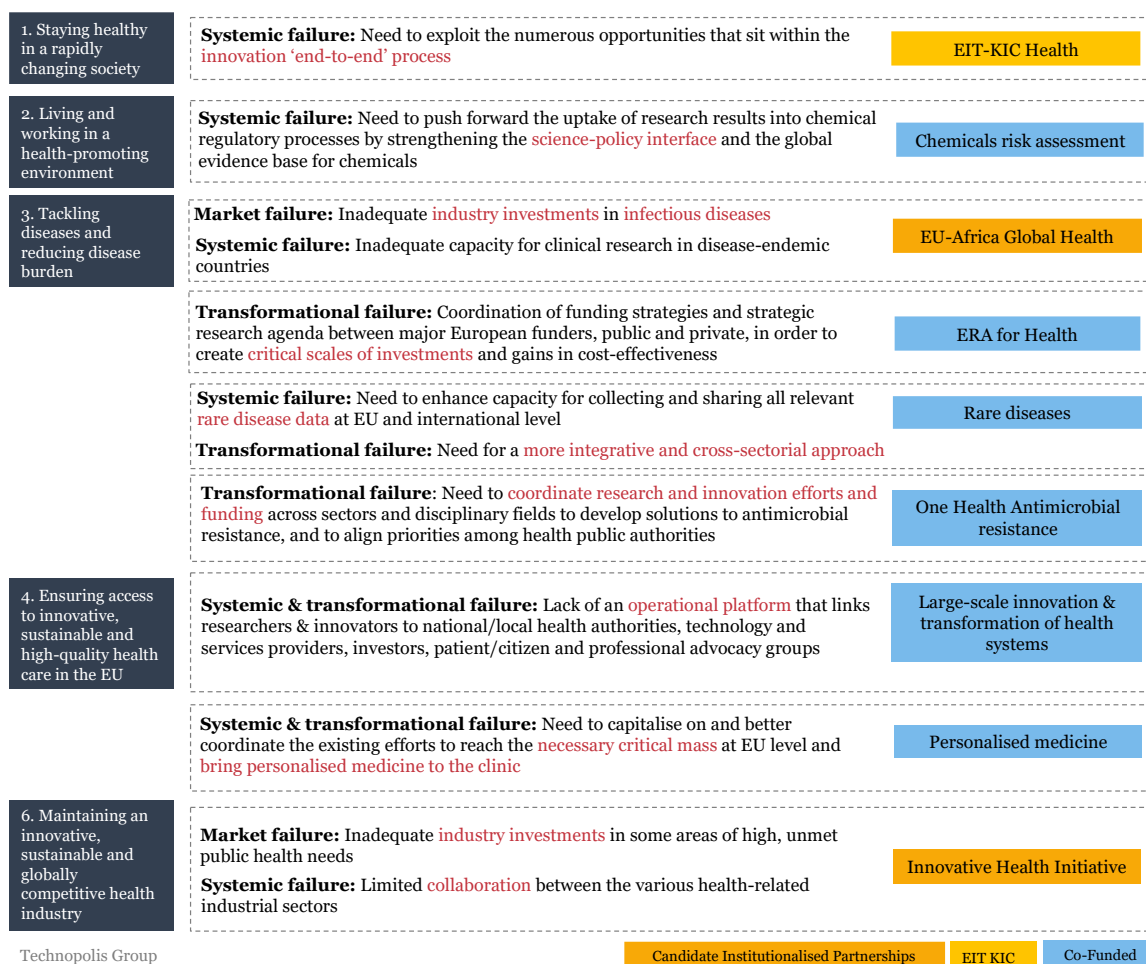 1. Staying healthy
in a rapidly
changing society
Systemic failure: Need to exploit the numerous opportunities that sit within the
innovation ‘end-to-end’ process
EIT-KIC Health
2. Living and
working in a
health-promoting
environment
Systemic failure: Need to push forward the uptake of research results into chemical
regulatory processes by strengthening the science-policy interface and the global
evidence base for chemicals
Chemicals risk assessment
3. Tackling
diseases and
reducing disease
burden
Market failure: Inadequate industry investments in infectious diseases
Systemic failure: Inadequate capacity for clinical research in disease-endemic
countries
EU-Africa Global Health
Transformational failure: Coordination of funding strategies and strategic
research agenda between major European funders, public and private, in order to
create critical scales of investments and gains in cost-effectiveness
ERA for Health
Systemic failure: Need to enhance capacity for collecting and sharing all relevant
rare disease data at EU and international level
Transformational failure: Need for a more integrative and cross-sectorial approach
Rare diseases
Transformational failure: Need to coordinate research and innovation efforts and
funding across sectors and disciplinary fields to develop solutions to antimicrobial
resistance, and to align priorities among health public authorities
One Health Antimicrobial
resistance
4. Ensuring access
to innovative,
sustainable and
high-quality health
care in the EU
Systemic & transformational failure: Lack of an operational platform that links
researchers & innovators to national/local health authorities, technology and
services providers, investors, patient/citizen and professional advocacy groups
Large-scale innovation &
transformation of health
systems
Systemic & transformational failure: Need to capitalise on and better
coordinate the existing efforts to reach the necessary critical mass at EU level and
bring personalised medicine to the clinic
Personalised medicine
6. Maintaining an
innovative,
sustainable and
globally
competitive health
industry
Market failure: Inadequate industry investments in some areas of high, unmet
public health needs
Systemic failure: Limited collaboration between the various health-related
industrial sectors
Innovative Health Initiative
Technopolis Group
Candidate Institutionalised Partnerships
EIT KIC
Co-Funded